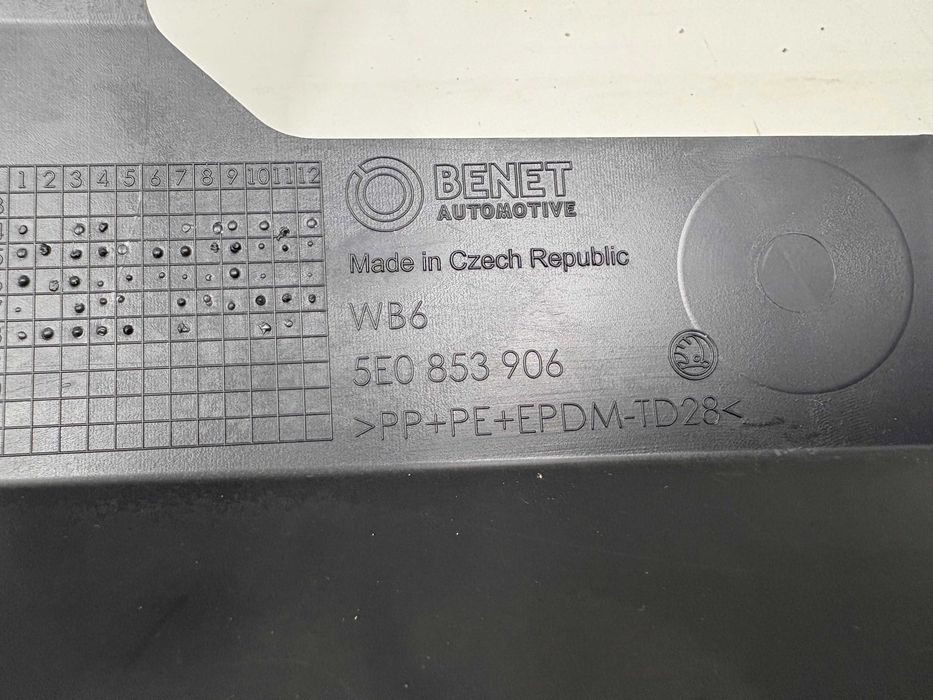 1 2 3 4 5 6 7 8 9 10 11 12
BENET
AUTOMOTIVE
Made in Czech Republic
WB6
5E0 853 906
>PP+PE+EPDM-TD28<